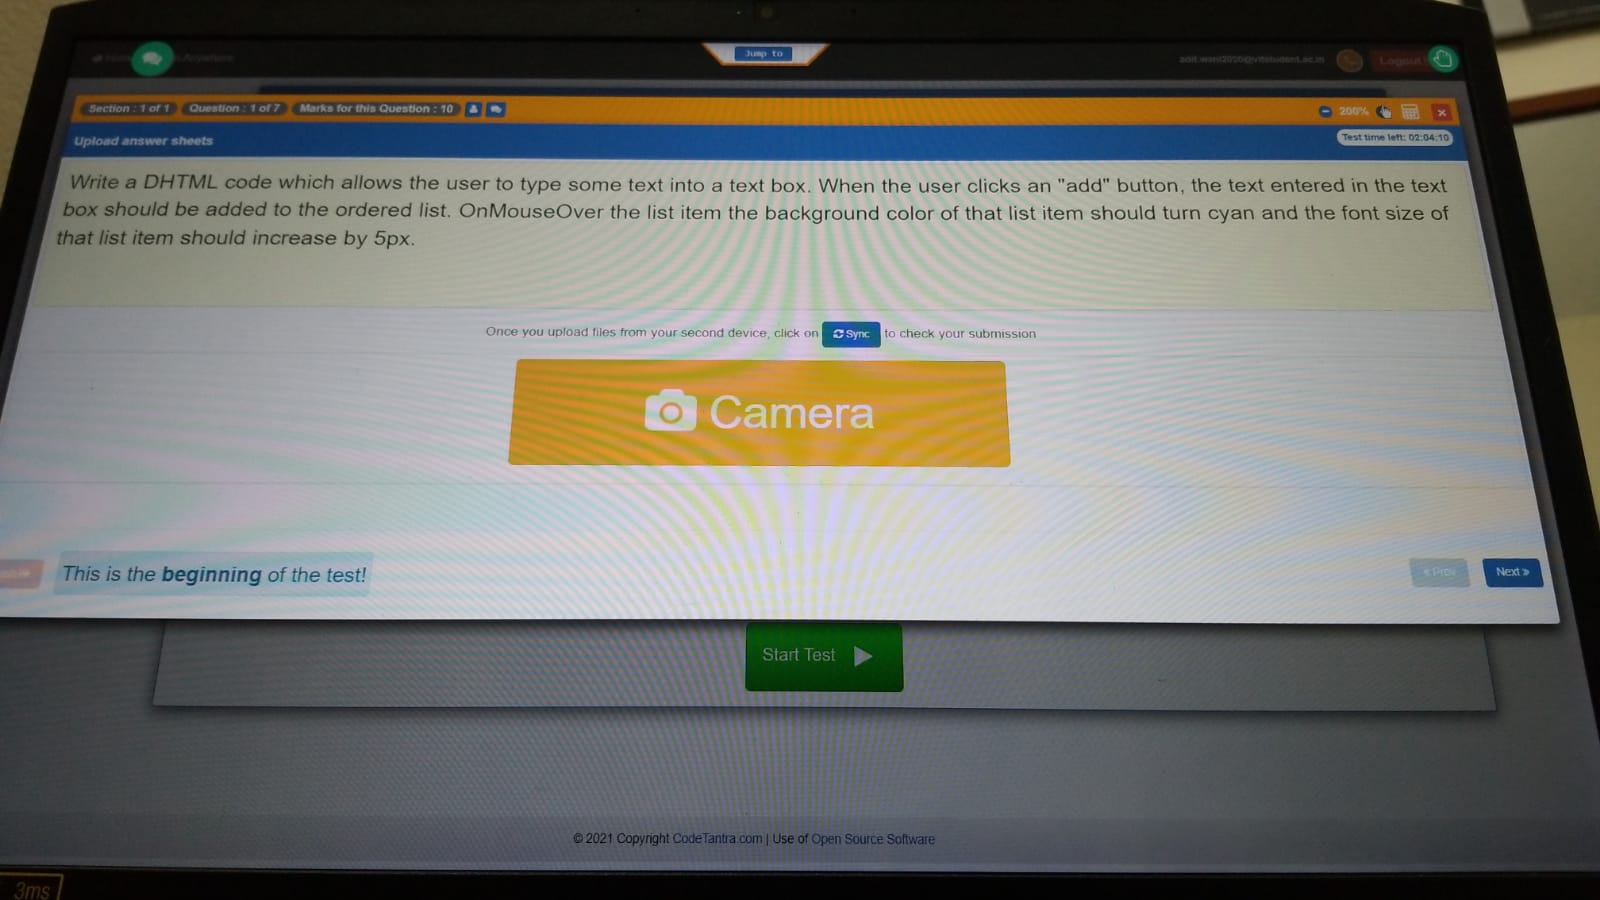 Jump to
Logout
Section : 1 of 1 Question : 1 of 7 Marks for this Question : 10 200%
Upload answer sheets Test time left: 02:04:10
Write a DHTML code which allows the user to type some text into a text box. When the user clicks an "add" button, the text entered in the text
box should be added to the ordered list. OnMouseOver the list item the background color of that list item should turn cyan and the font size of
that list item should increase by 5px.
Once you upload files from your second device, click on Sync to check your submission
Camera
This is the beginning of the test! « Prev Next »
Start Test
© 2021 Copyright CodeTantra.com | Use of Open Source Software
3ms